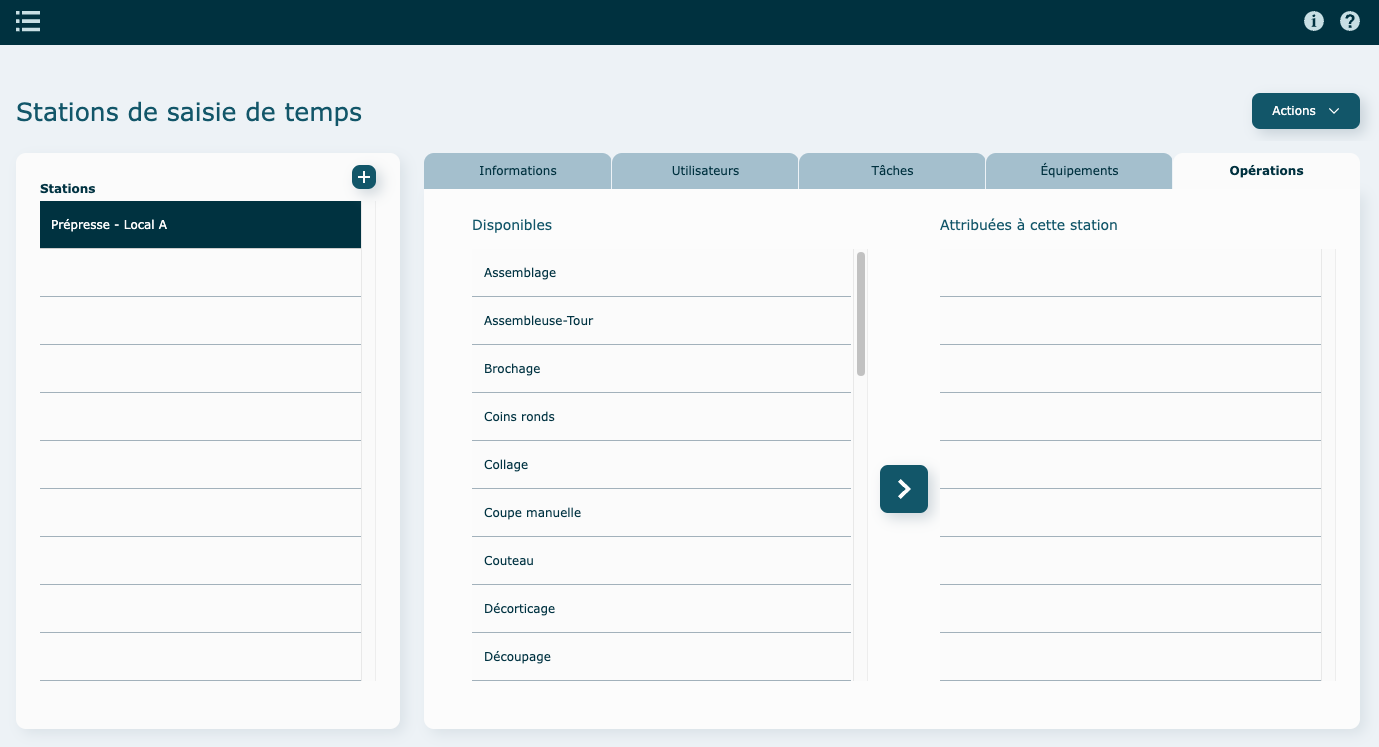 Stations de saisie de temps
Actions
Stations
Prépresse - Local A
Informations
Utilisateurs
Tâches
Équipements
Opérations
Disponibles
Assemblage
Assembleuse-Tour
Brochage
Coins ronds
Collage
Coupe manuelle
Couteau
Décorticage
Découpage
Attribuées à cette station